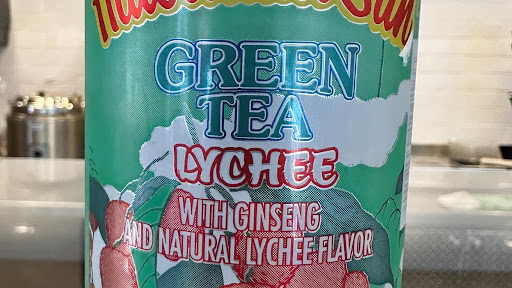 GREEN
TEA
LYCHEE
WITH GINSENG
AND NATURAL LYCHEE FLAVOR